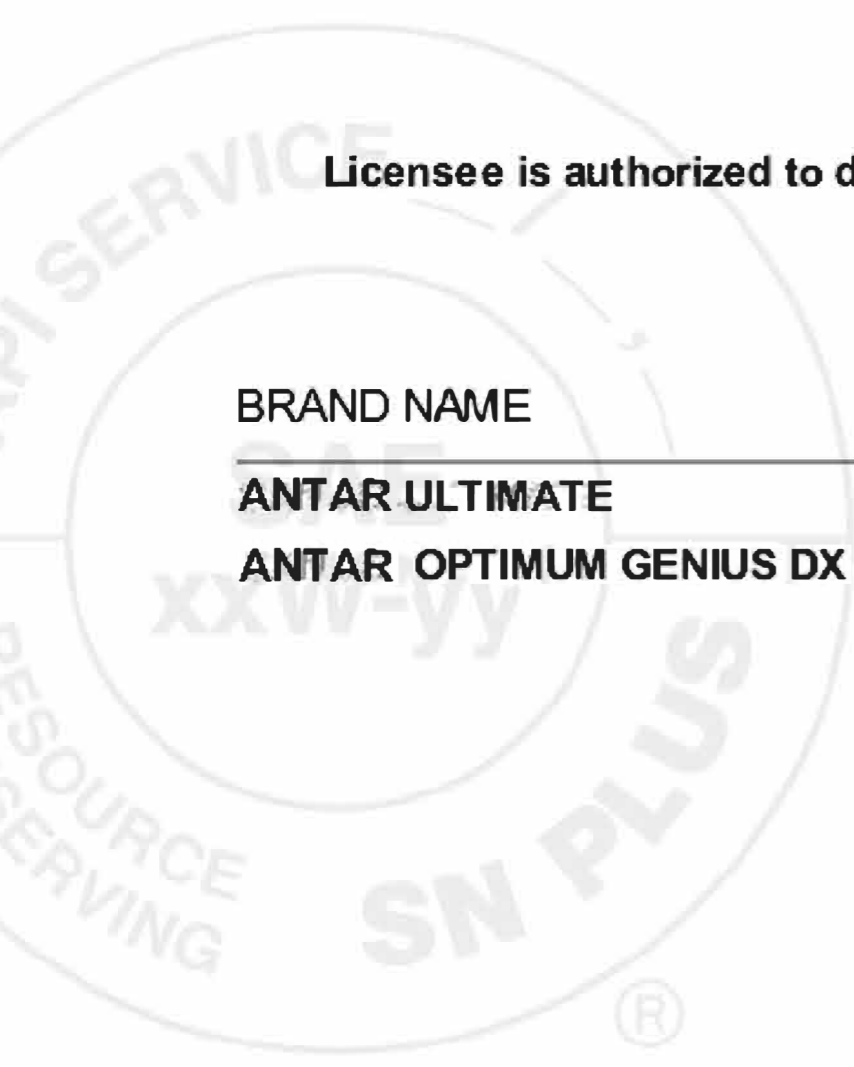 Licensee is authorized to d
API SERVICE
BRAND NAME
SAE
ANTAR ULTIMATE
ANTAR OPTIMUM GENIUS DX
XXW-yy
RESOURCE
SERVING
SN PLUS
®